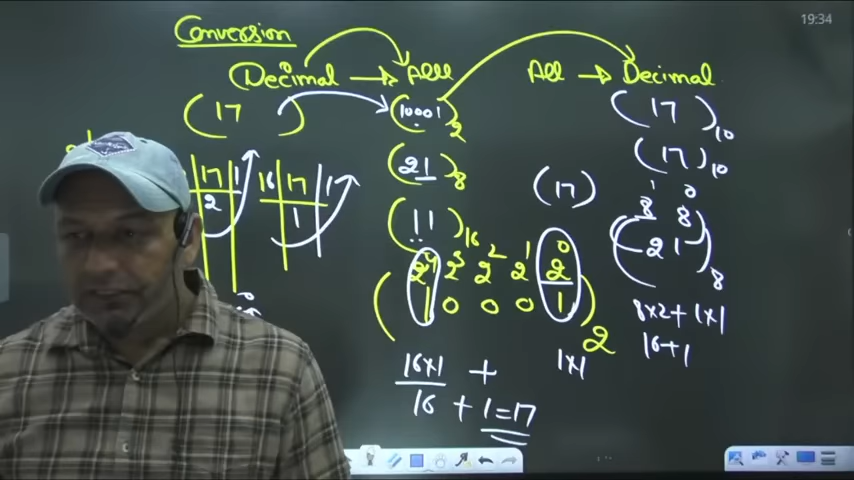 19:34
Conversion
Decimal → All
All → Decimal
(17 )
(10001)2
(17)10
(21)8
(17)10
17 1
2
16 17 1
1
(11)16
(17)
8^1 8^0
(2 1)8
2^4 2^3 2^2 2^1 2^0
(1 0 0 0 1)2
8×2+1×1
16+1
16×1 + 1×1
16 + 1=17